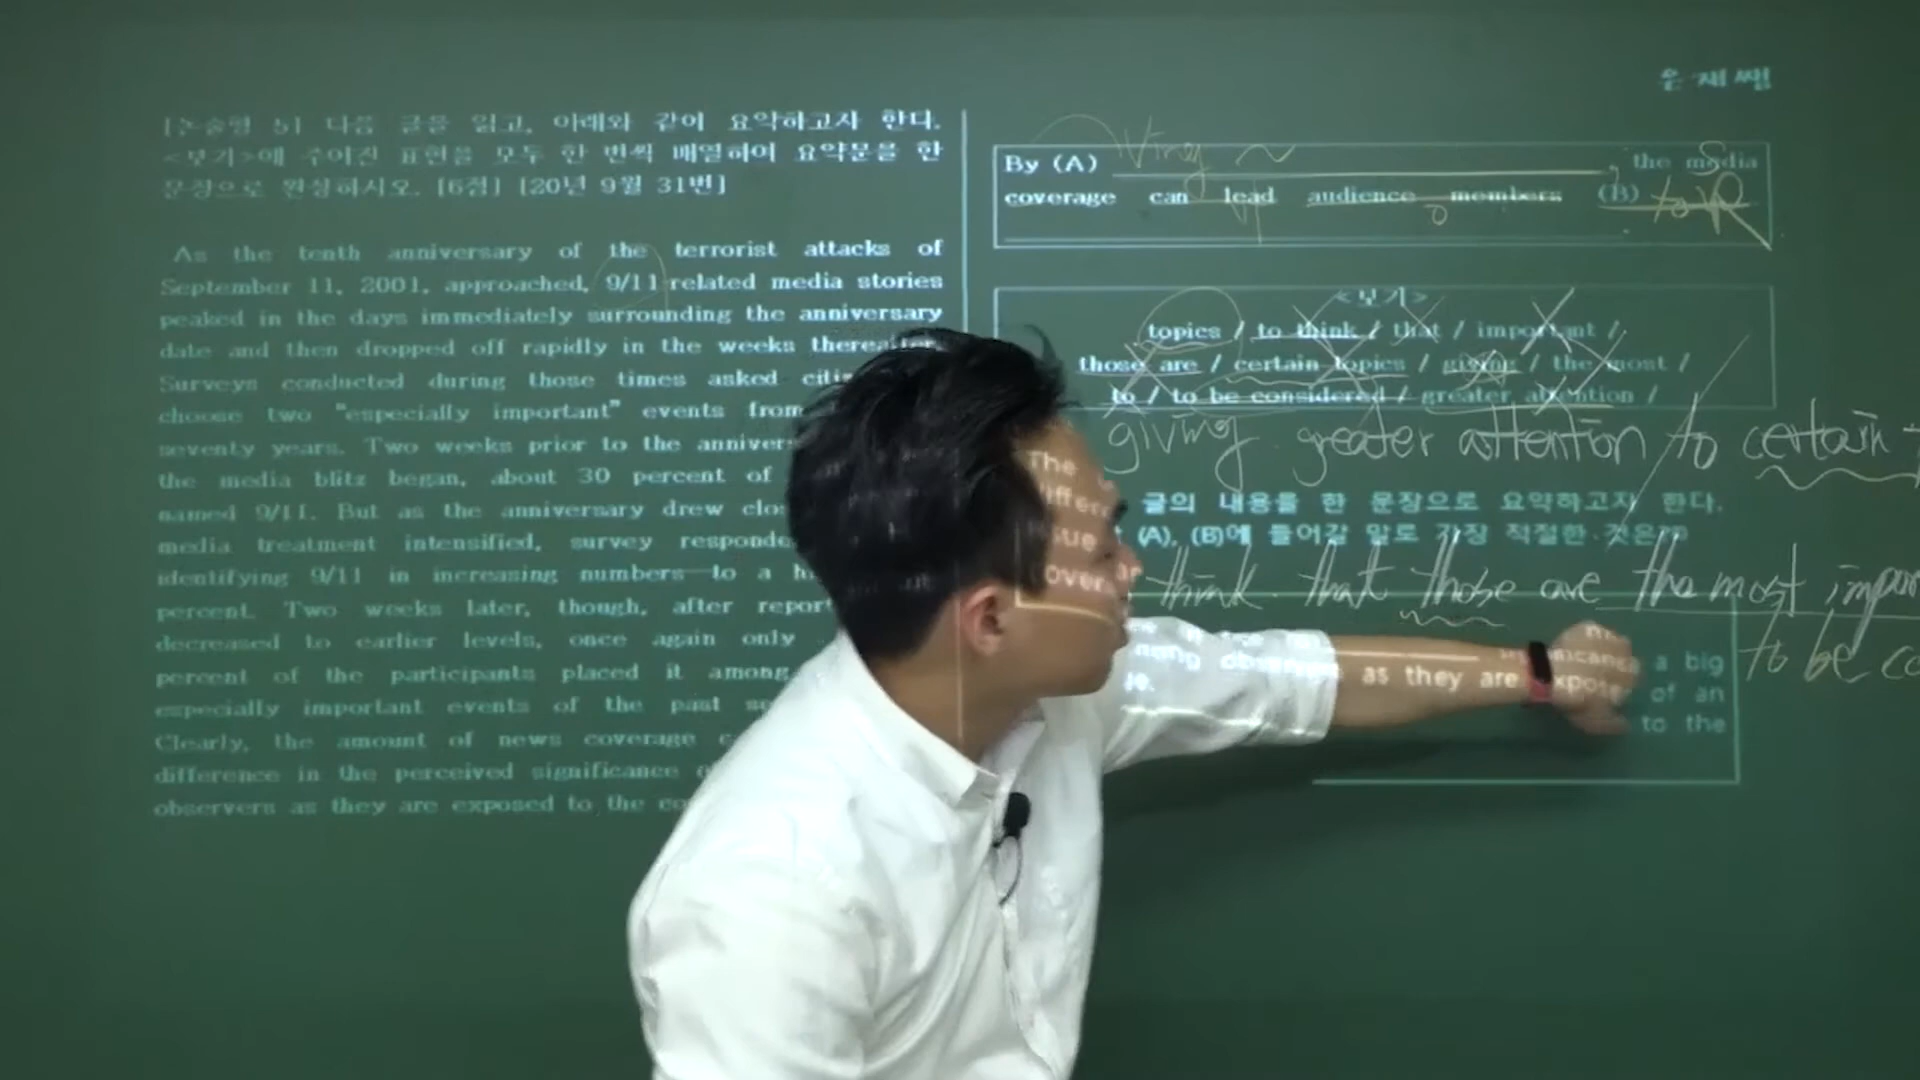 윤재쌤
[논술형 5] 다음 글을 읽고, 아래와 같이 요약하고자 한다.
<보기>에 주어진 표현을 모두 한 번씩 배열하여 요약문을 한
문장으로 완성하시오. [6점] [20년 9월 31번]
As the tenth anniversary of the terrorist attacks of
September 11, 2001, approached, 9/11-related media stories
peaked in the days immediately surrounding the anniversary
date and then dropped off rapidly in the weeks
Surveys conducted during those times asked
choose two "especially important" events from
seventy years. Two weeks prior to the
the media blitz began, about 30 percent of
named 9/11. But as the anniversary drew
media treatment intensified, survey
identifying 9/11 in increasing numbers—to a
percent. Two weeks later, though, after
decreased to earlier levels, once again only
percent of the participants placed it among
especially important events of the past
Clearly, the amount of news coverage
difference in the perceived significance
observers as they are exposed to the
By (A) Ving ~ , the media S
coverage can lead audience members (B) to VR
V O
<보기>
topics / to think / that / important /
those are / certain topics / giving / the most /
to / to be considered / greater attention /
giving greater attention to certain
글의 내용을 한 문장으로 요약하고자 한다.
(A), (B)에 들어갈 말로 가장 적절한 것은?
The
think that those are the most
to be
a big
among as they are of an
to the